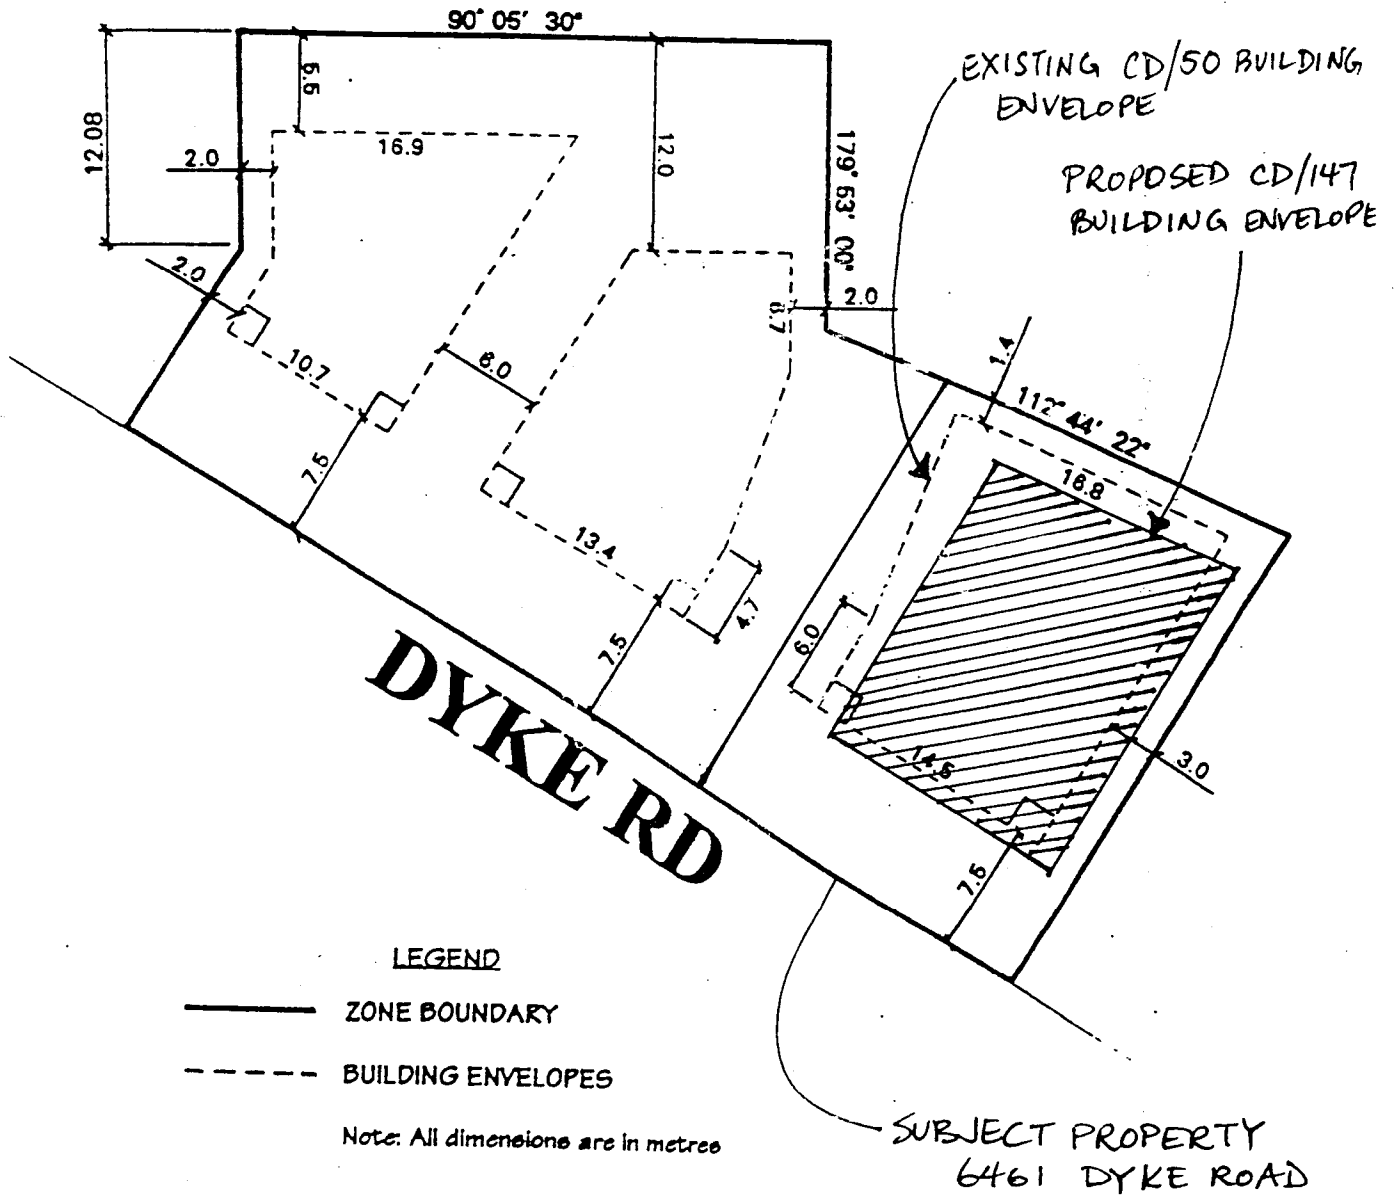 90° 05' 30"
EXISTING CD/50 BUILDING
ENVELOPE
5.5
12.08
16.9
2.0
12.0
179° 53' 00"
PROPOSED CD/147
BUILDING ENVELOPE
2.0
2.0
6.7
10.7
6.0
1.4
112° 44' 22"
7.5
16.8
13.4
4.7
6.0
7.5
DYKE RD
14.5
3.0
7.5
LEGEND
ZONE BOUNDARY
BUILDING ENVELOPES
Note: All dimensions are in metres
SUBJECT PROPERTY
6461 DYKE ROAD